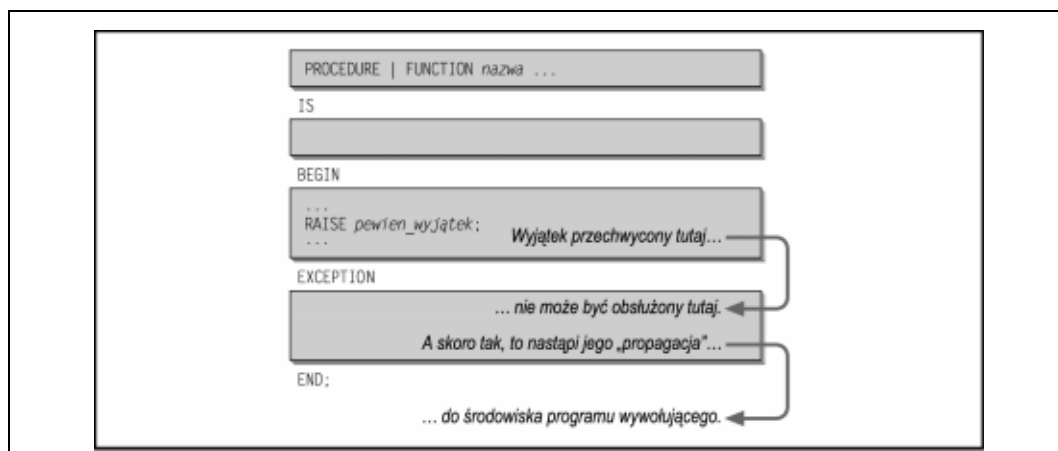 PROCEDURE | FUNCTION nazwa ...
IS
BEGIN
...
RAISE pewien_wyjątek;
... Wyjątek przechwycony tutaj…
EXCEPTION
… nie może być obsłużony tutaj.
A skoro tak, to nastąpi jego „propagacja”…
END;
… do środowiska programu wywołującego.